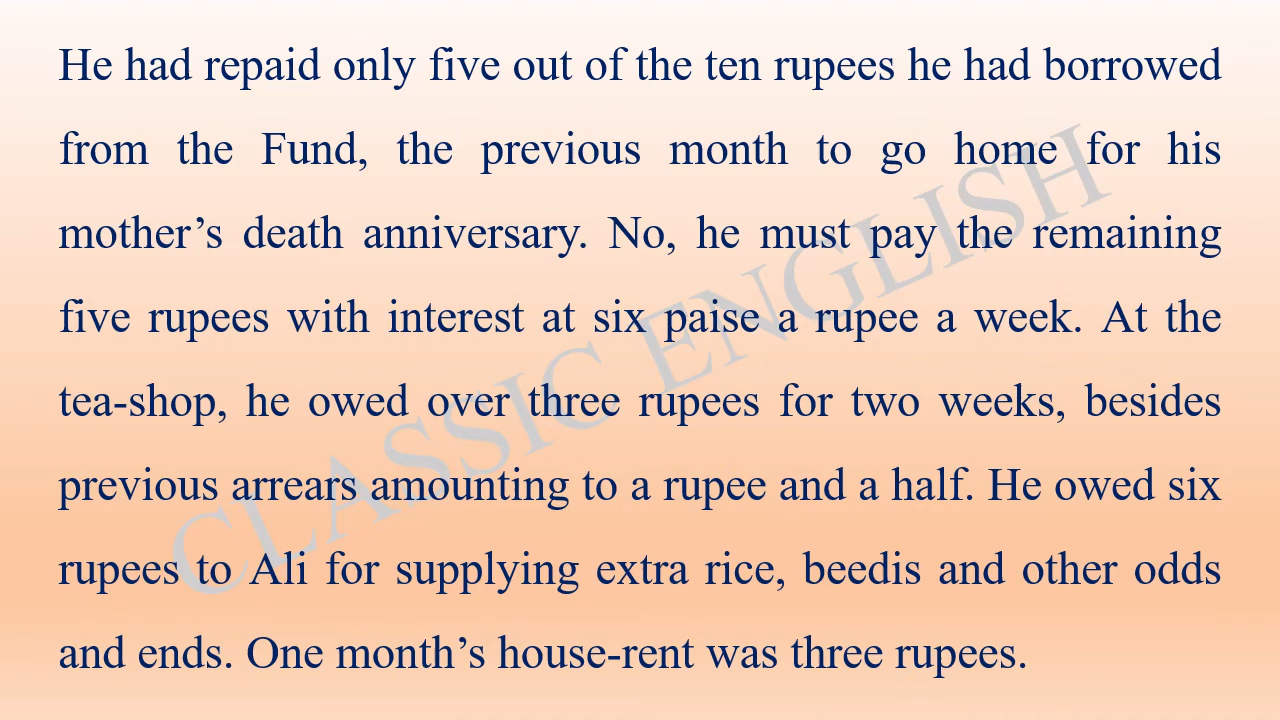 He had repaid only five out of the ten rupees he had borrowed
from the Fund, the previous month to go home for his
mother’s death anniversary. No, he must pay the remaining
five rupees with interest at six paise a rupee a week. At the
tea-shop, he owed over three rupees for two weeks, besides
previous arrears amounting to a rupee and a half. He owed six
rupees to Ali for supplying extra rice, beedis and other odds
and ends. One month’s house-rent was three rupees.
CLASSIC ENGLISH